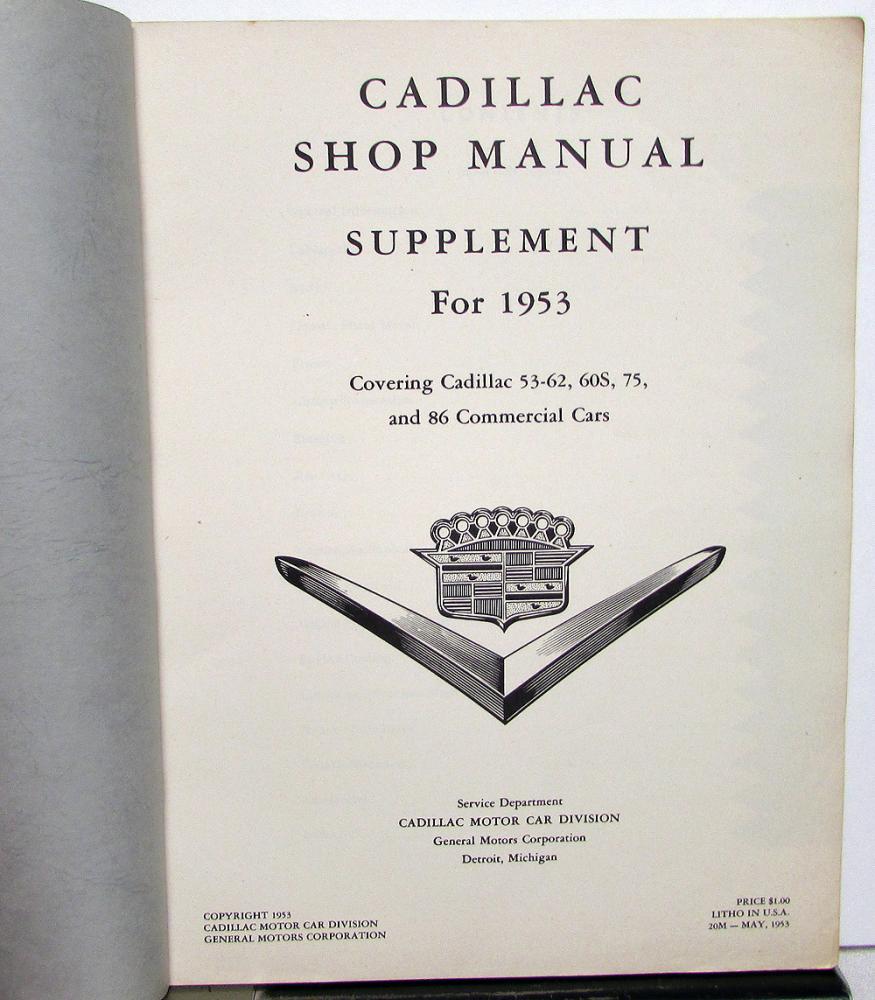 CADILLAC
SHOP MANUAL
SUPPLEMENT
For 1953
Covering Cadillac 53-62, 60S, 75,
and 86 Commercial Cars
Service Department
CADILLAC MOTOR CAR DIVISION
General Motors Corporation
Detroit, Michigan
COPYRIGHT 1953
CADILLAC MOTOR CAR DIVISION
GENERAL MOTORS CORPORATION
PRICE $1.00
LITHO IN U.S.A.
20M — MAY, 1953